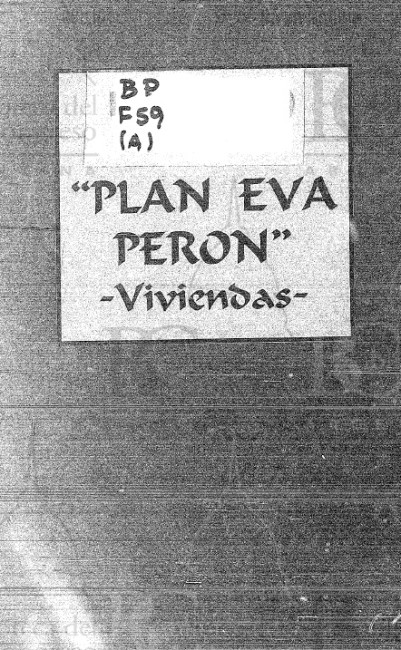 BP
F59
(A)
"PLAN EVA
PERON"
-Viviendas-